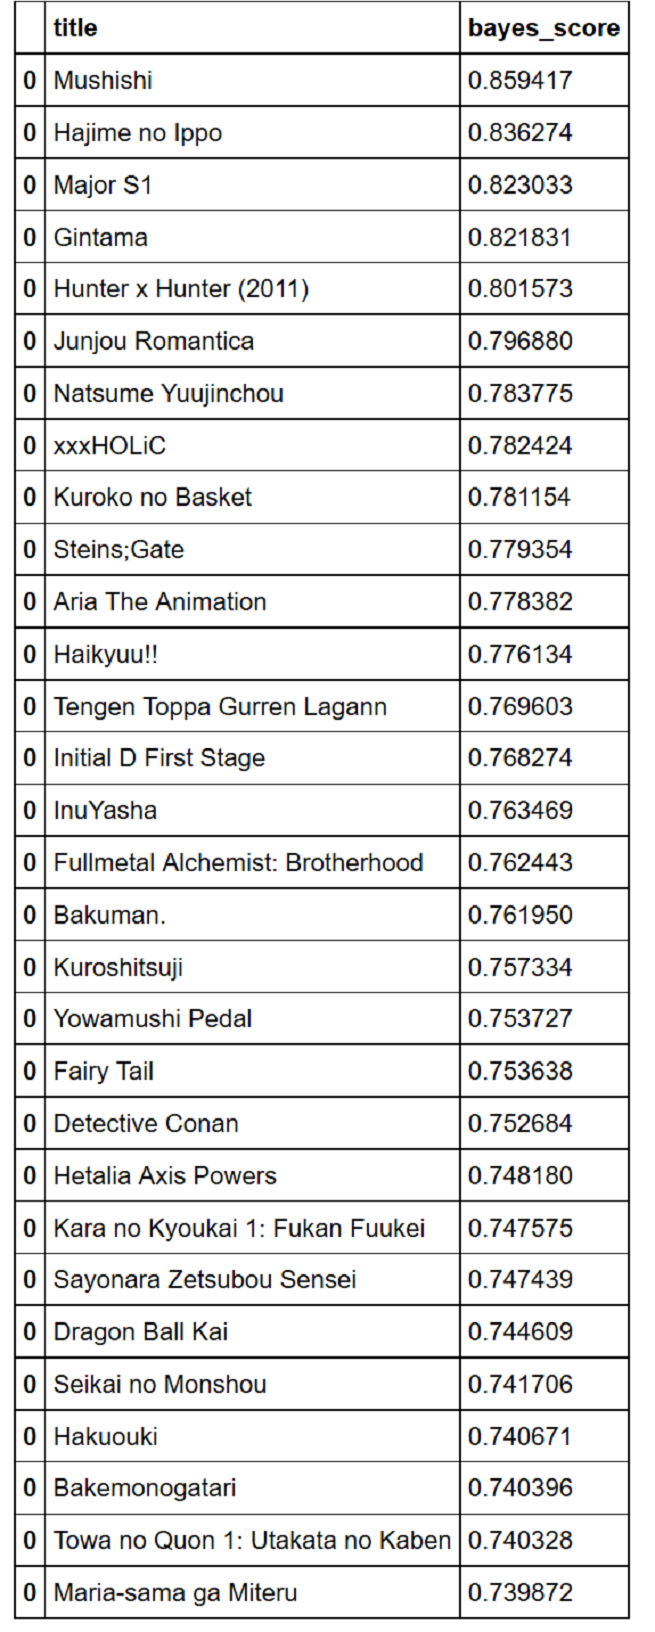 title bayes_score
0 Mushishi 0.859417
0 Hajime no Ippo 0.836274
0 Major S1 0.823033
0 Gintama 0.821831
0 Hunter x Hunter (2011) 0.801573
0 Junjou Romantica 0.796880
0 Natsume Yuujinchou 0.783775
0 xxxHOLiC 0.782424
0 Kuroko no Basket 0.781154
0 Steins;Gate 0.779354
0 Aria The Animation 0.778382
0 Haikyuu!! 0.776134
0 Tengen Toppa Gurren Lagann 0.769603
0 Initial D First Stage 0.768274
0 InuYasha 0.763469
0 Fullmetal Alchemist: Brotherhood 0.762443
0 Bakuman. 0.761950
0 Kuroshitsuji 0.757334
0 Yowamushi Pedal 0.753727
0 Fairy Tail 0.753638
0 Detective Conan 0.752684
0 Hetalia Axis Powers 0.748180
0 Kara no Kyoukai 1: Fukan Fuukei 0.747575
0 Sayonara Zetsubou Sensei 0.747439
0 Dragon Ball Kai 0.744609
0 Seikai no Monshou 0.741706
0 Hakuouki 0.740671
0 Bakemonogatari 0.740396
0 Towa no Quon 1: Utakata no Kaben 0.740328
0 Maria-sama ga Miteru 0.739872